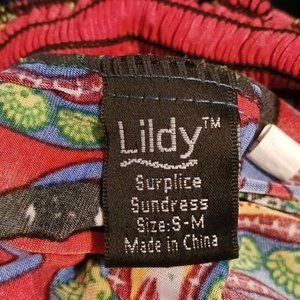 Lildy™
Surplice
Sundress
Size:S-M
Made in China